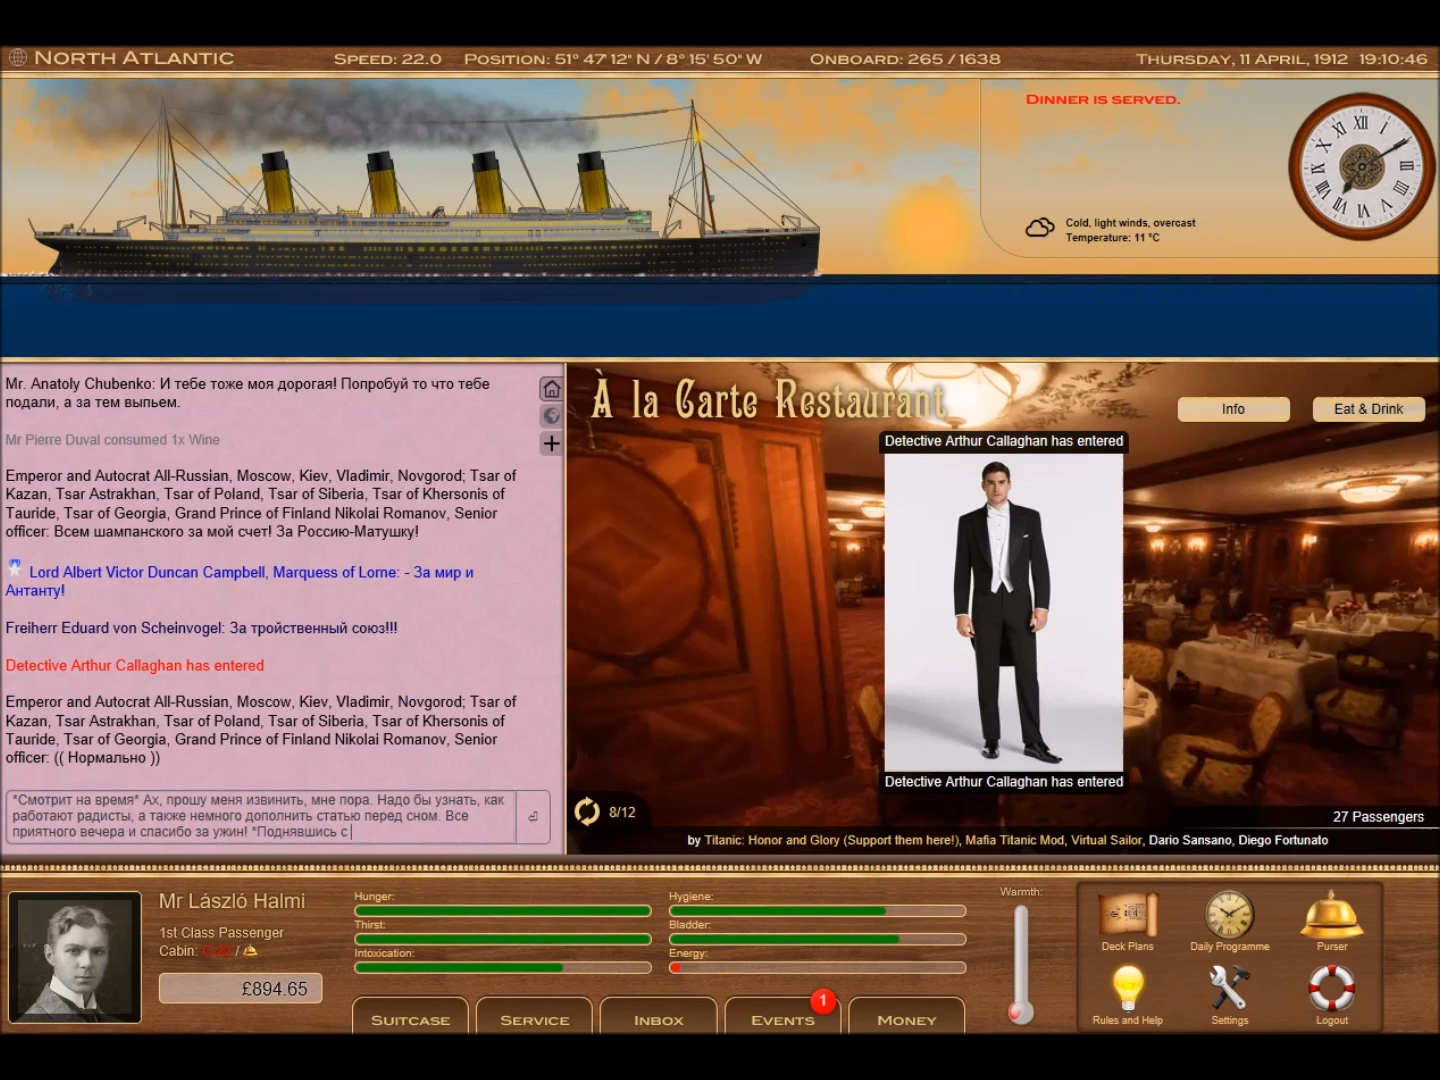 NORTH ATLANTIC
SPEED: 22.0
POSITION: 51° 47' 12" N / 8° 15' 50" W
ONBOARD: 265 / 1638
THURSDAY, 11 APRIL, 1912 19:10:46
DINNER IS SERVED.
XII
I
III
IIII
V
VI
VII
VIII
IX
X
XI
Cold, light winds, overcast
Temperature: 11 °C
Mr. Anatoly Chubenko: И тебе тоже моя дорогая! Попробуй то что тебе
подали, а за тем выпьем.
Mr Pierre Duval consumed 1x Wine
Emperor and Autocrat All-Russian, Moscow, Kiev, Vladimir, Novgorod; Tsar of
Kazan, Tsar Astrakhan, Tsar of Poland, Tsar of Siberia, Tsar of Khersonis of
Tauride, Tsar of Georgia, Grand Prince of Finland Nikolai Romanov, Senior
officer: Всем шампанского за мой счет! За Россию-Матушку!
Lord Albert Victor Duncan Campbell, Marquess of Lorne: - За мир и
Антанту!
Freiherr Eduard von Scheinvogel: За тройственный союз!!!
Detective Arthur Callaghan has entered
Emperor and Autocrat All-Russian, Moscow, Kiev, Vladimir, Novgorod; Tsar of
Kazan, Tsar Astrakhan, Tsar of Poland, Tsar of Siberia, Tsar of Khersonis of
Tauride, Tsar of Georgia, Grand Prince of Finland Nikolai Romanov, Senior
officer: (( Нормально ))
*Смотрит на время* Ах, прошу меня извинить, мне пора. Надо бы узнать, как
работают радисты, а также немного дополнить статью перед сном. Все
приятного вечера и спасибо за ужин! *Поднявшись с
À la Carte Restaurant
Info
Eat & Drink
Detective Arthur Callaghan has entered
Detective Arthur Callaghan has entered
8/12
27 Passengers
by Titanic: Honor and Glory (Support them here!), Mafia Titanic Mod, Virtual Sailor, Dario Sansano, Diego Fortunato
Mr László Halmi
1st Class Passenger
Cabin: /
£894.65
Hunger:
Thirst:
Intoxication:
Hygiene:
Bladder:
Energy:
Warmth:
SUITCASE
SERVICE
INBOX
EVENTS
1
MONEY
Deck Plans
Daily Programme
Purser
Rules and Help
Settings
Logout